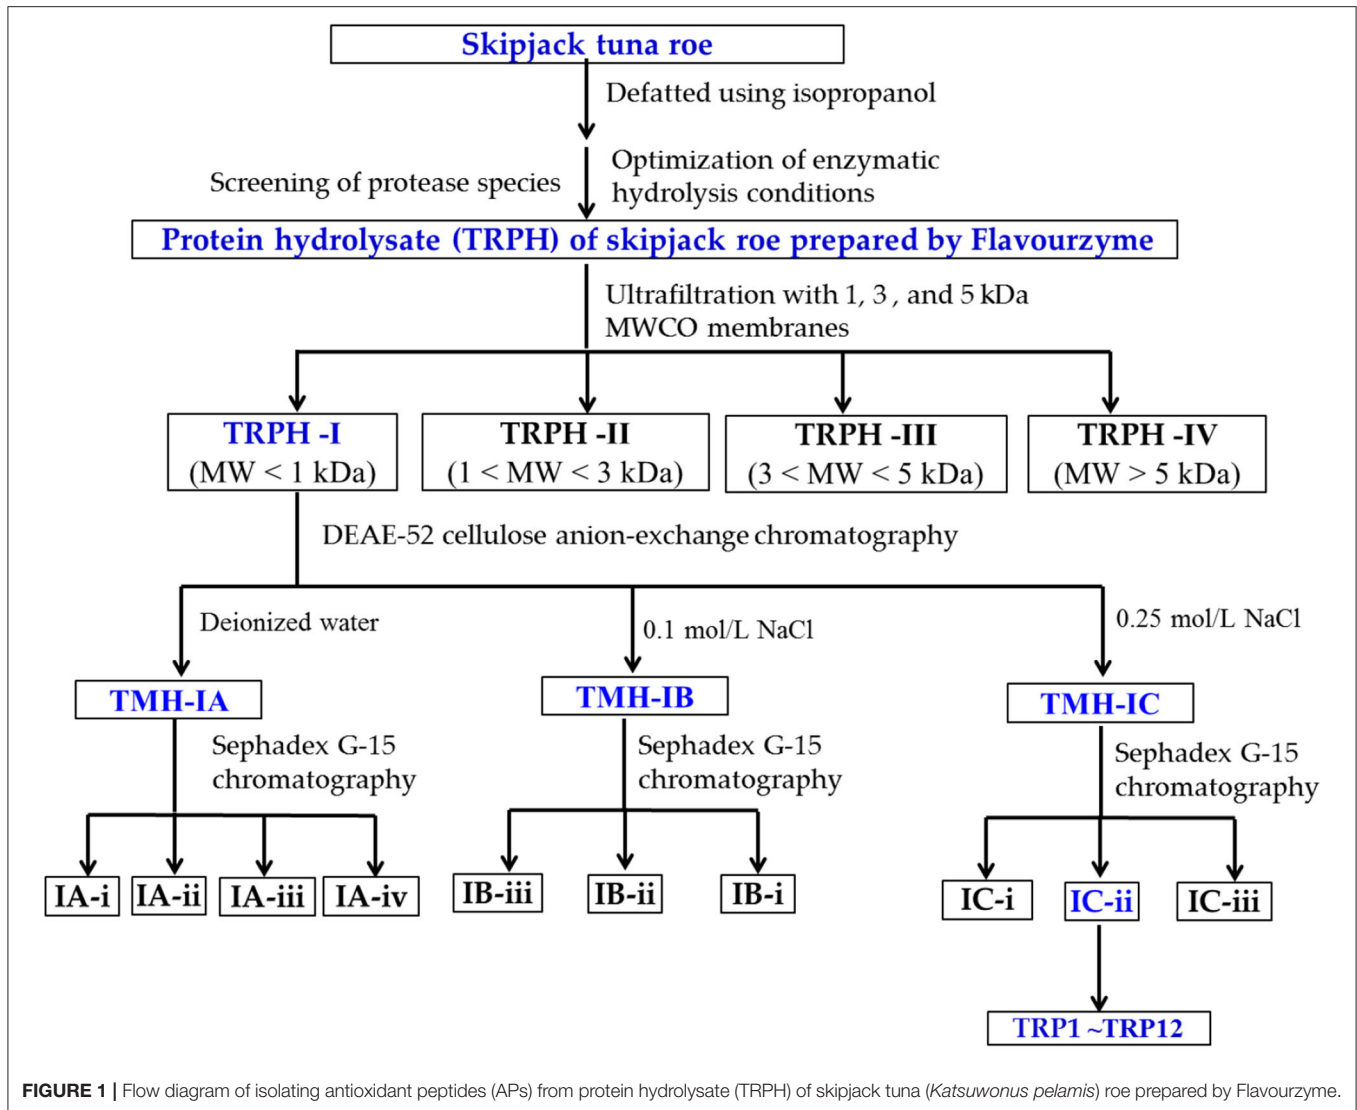 Skipjack tuna roe
Defatted using isopropanol
Screening of protease species
Optimization of enzymatic
hydrolysis conditions
Protein hydrolysate (TRPH) of skipjack roe prepared by Flavourzyme
Ultrafiltration with 1, 3 , and 5 kDa
MWCO membranes
TRPH -I
(MW < 1 kDa)
TRPH -II
(1 < MW < 3 kDa)
TRPH -III
(3 < MW < 5 kDa)
TRPH -IV
(MW > 5 kDa)
DEAE-52 cellulose anion-exchange chromatography
Deionized water
0.1 mol/L NaCl
0.25 mol/L NaCl
TMH-IA
TMH-IB
TMH-IC
Sephadex G-15
chromatography
Sephadex G-15
chromatography
Sephadex G-15
chromatography
IA-i
IA-ii
IA-iii
IA-iv
IB-iii
IB-ii
IB-i
IC-i
IC-ii
IC-iii
TRP1 ~TRP12
FIGURE 1 | Flow diagram of isolating antioxidant peptides (APs) from protein hydrolysate (TRPH) of skipjack tuna (Katsuwonus pelamis) roe prepared by Flavourzyme.